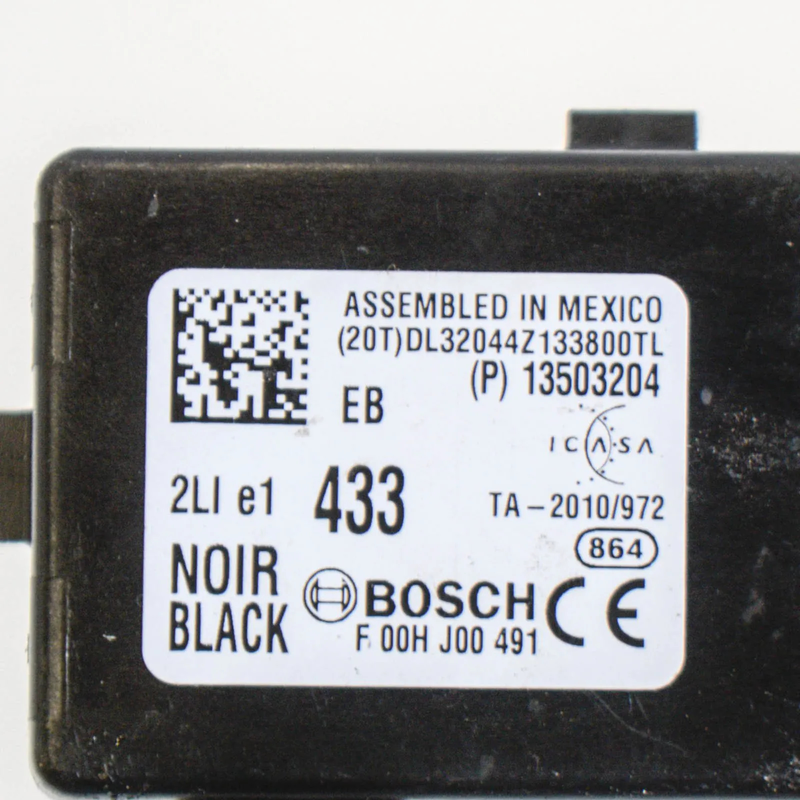 ASSEMBLED IN MEXICO
(20T)DL32044Z133800TL
(P) 13503204
EB
ICASA
2LI e1 433
TA-2010/972
864
NOIR
BLACK
BOSCH CE
F 00H J00 491